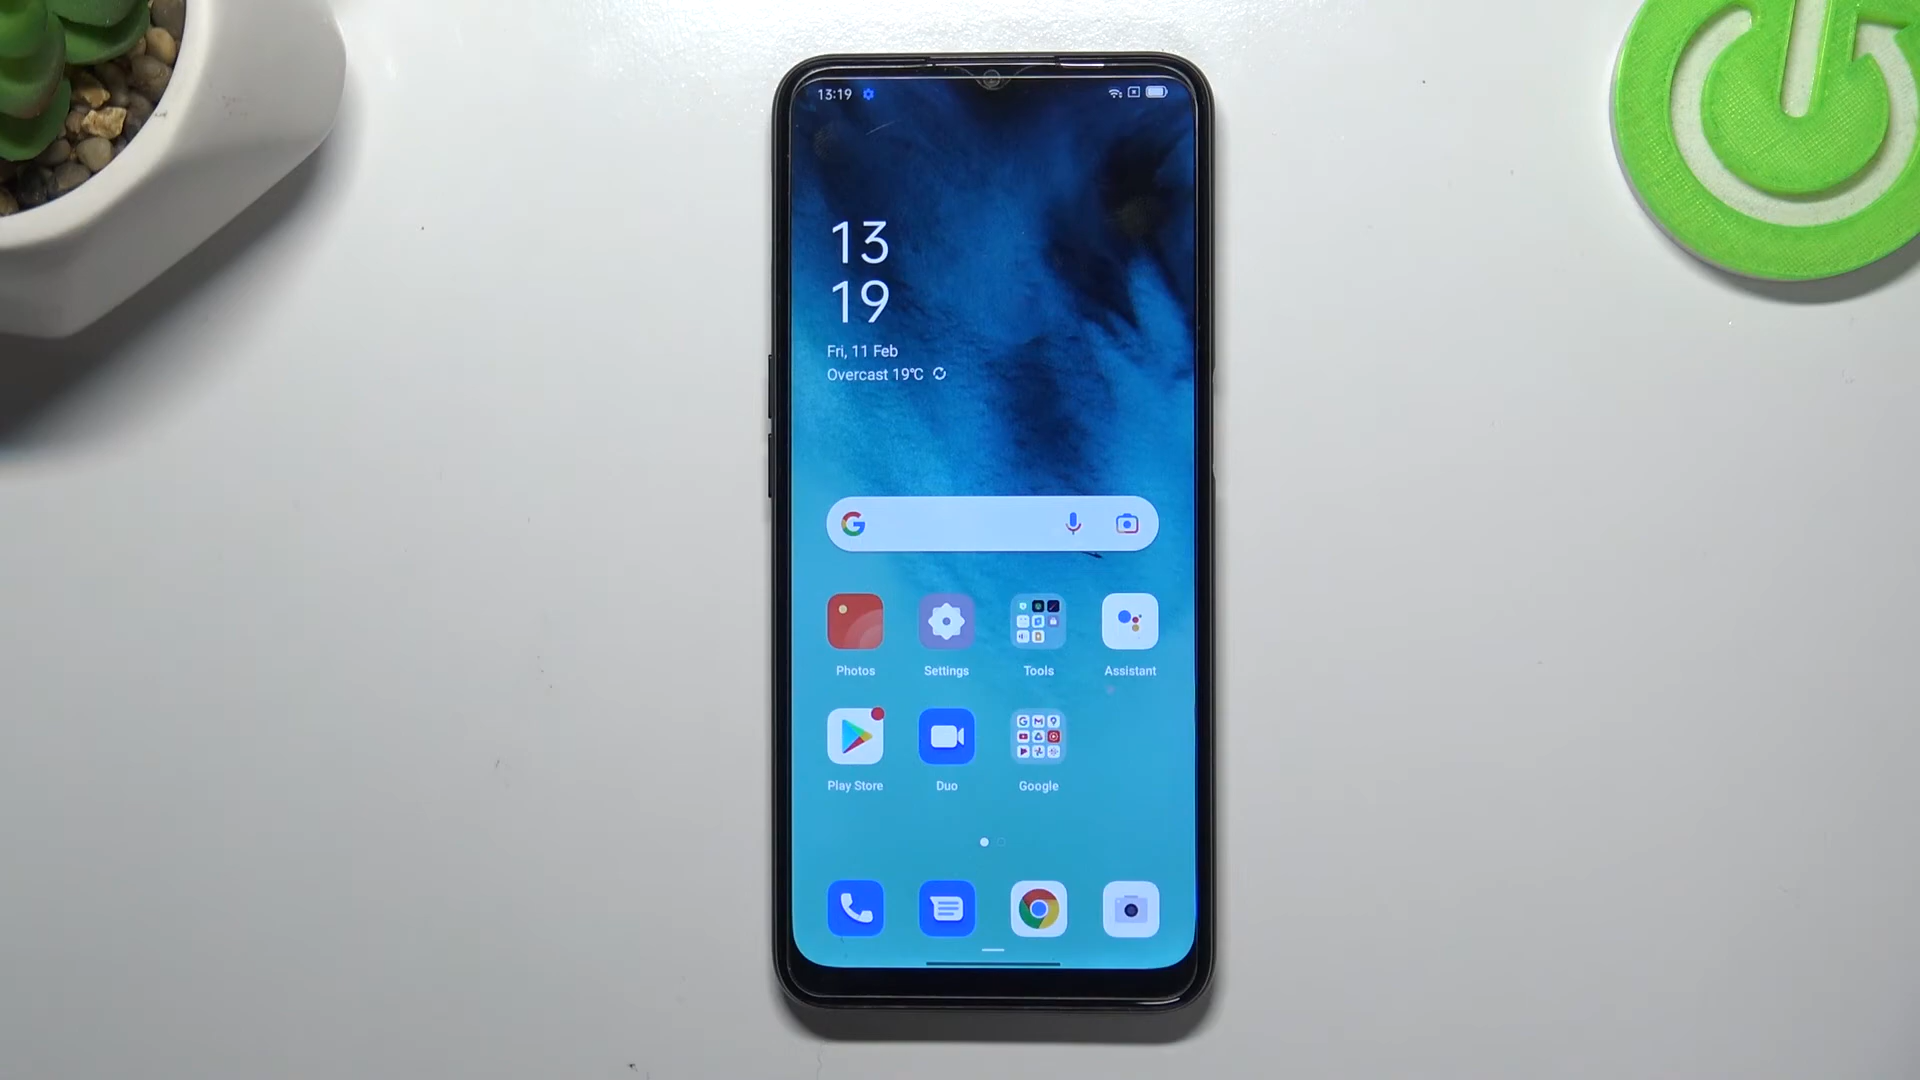 13:19
13
19
Fri, 11 Feb
Overcast 19°C
Photos
Settings
Tools
Assistant
Play Store
Duo
Google